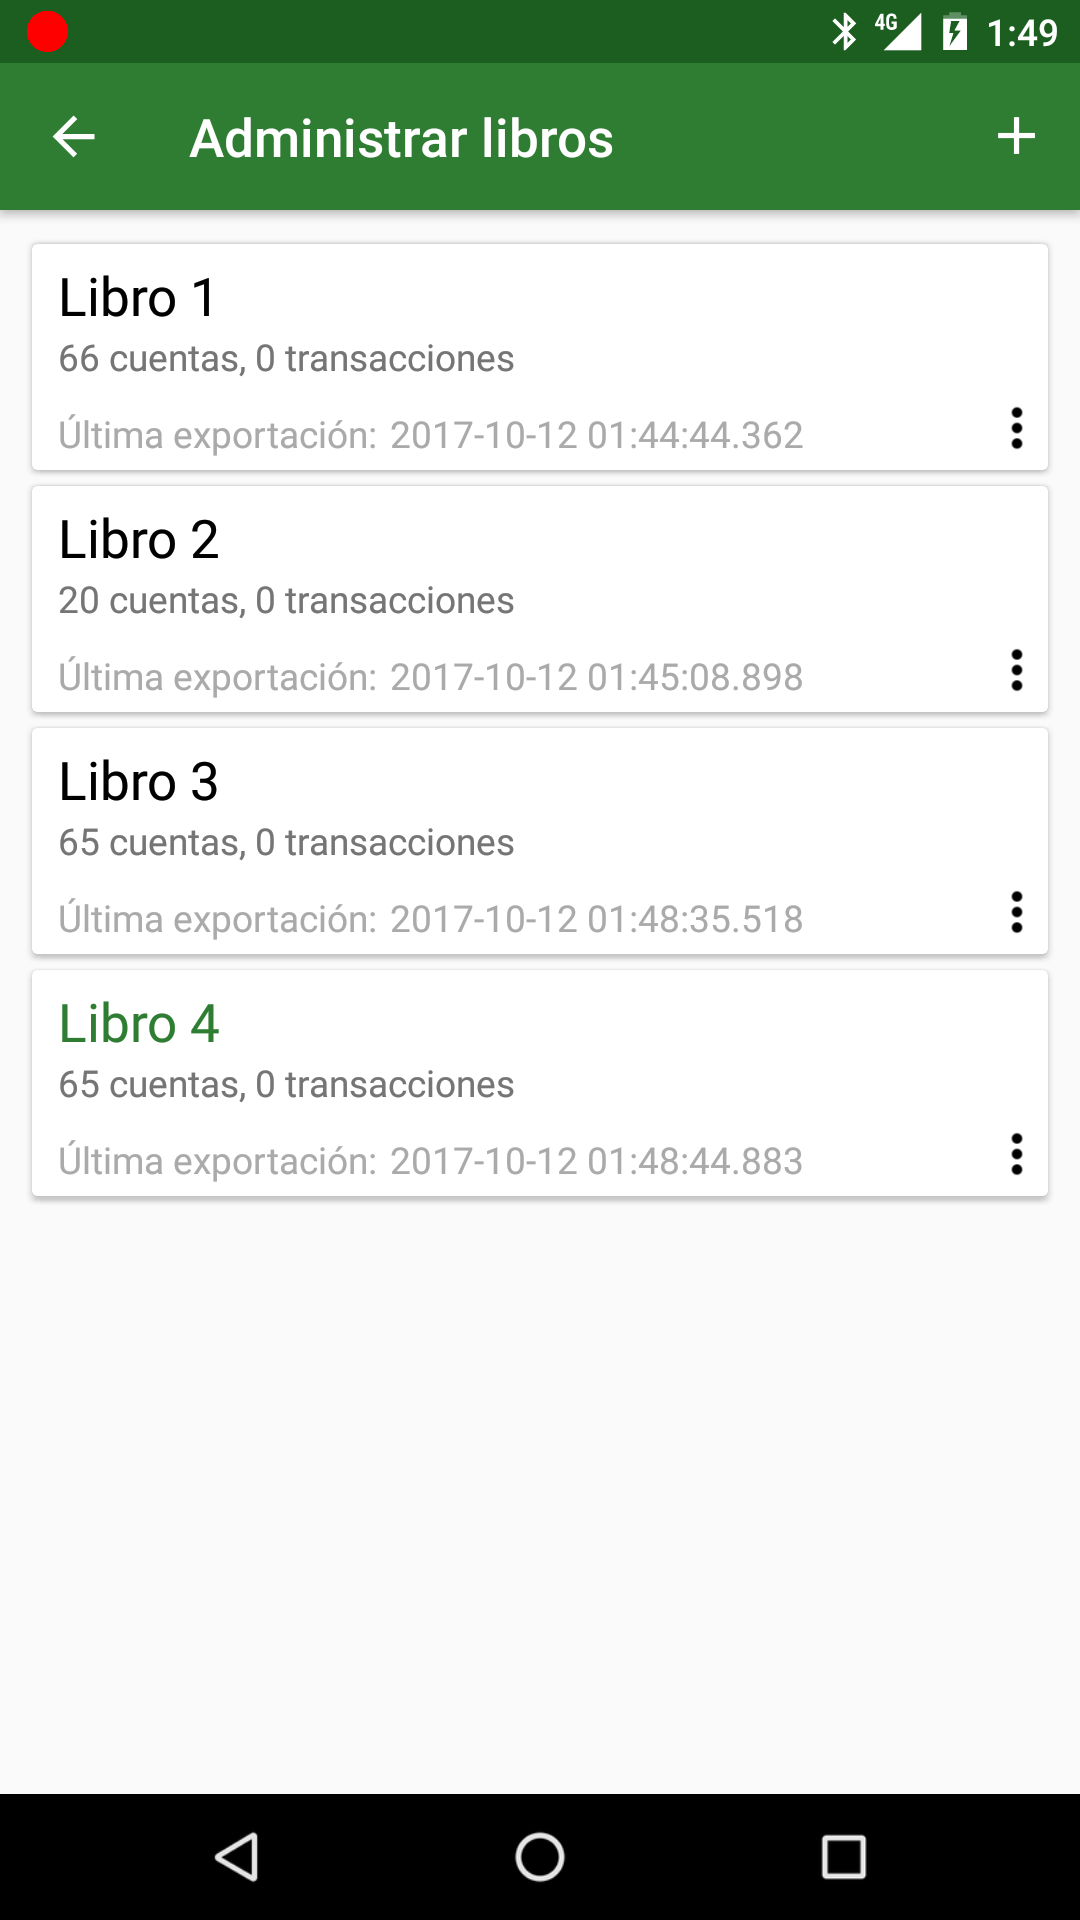 4G 1:49
Administrar libros
Libro 1
66 cuentas, 0 transacciones
Última exportación: 2017-10-12 01:44:44.362
Libro 2
20 cuentas, 0 transacciones
Última exportación: 2017-10-12 01:45:08.898
Libro 3
65 cuentas, 0 transacciones
Última exportación: 2017-10-12 01:48:35.518
Libro 4
65 cuentas, 0 transacciones
Última exportación: 2017-10-12 01:48:44.883